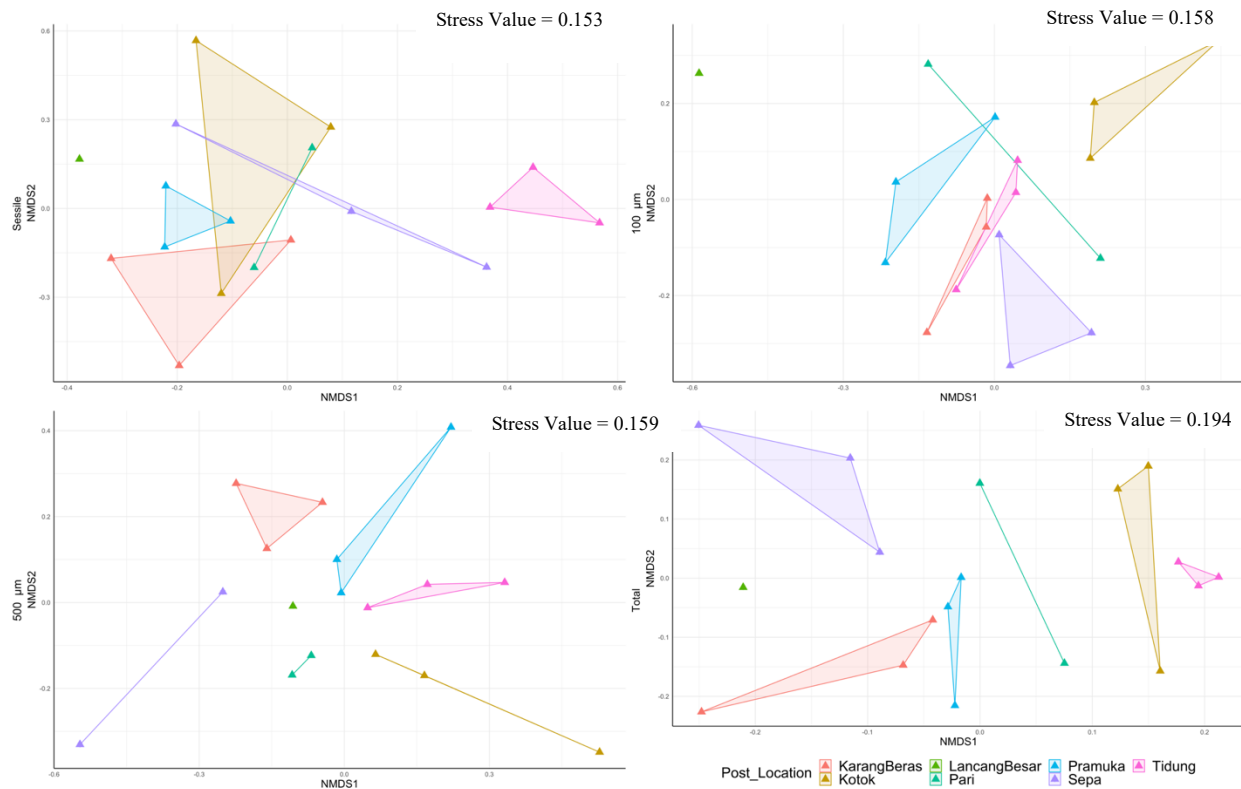 Stress Value = 0.153
0.6
0.3
0.0
-0.3
Sessile
NMDS2
-0.4
-0.2
0.0
0.2
0.4
0.6
NMDS1
Stress Value = 0.158
0.2
0.0
-0.2
100 µm
NMDS2
-0.6
-0.3
0.0
0.3
NMDS1
Stress Value = 0.159
0.4
0.2
0.0
-0.2
500 µm
NMDS2
-0.6
-0.3
0.0
0.3
NMDS1
Stress Value = 0.194
0.2
0.1
0.0
-0.1
-0.2
Total
NMDS2
-0.2
-0.1
0.0
0.1
0.2
NMDS1
Post_Location
KarangBeras
LancangBesar
Pramuka
Tidung
Kotok
Pari
Sepa